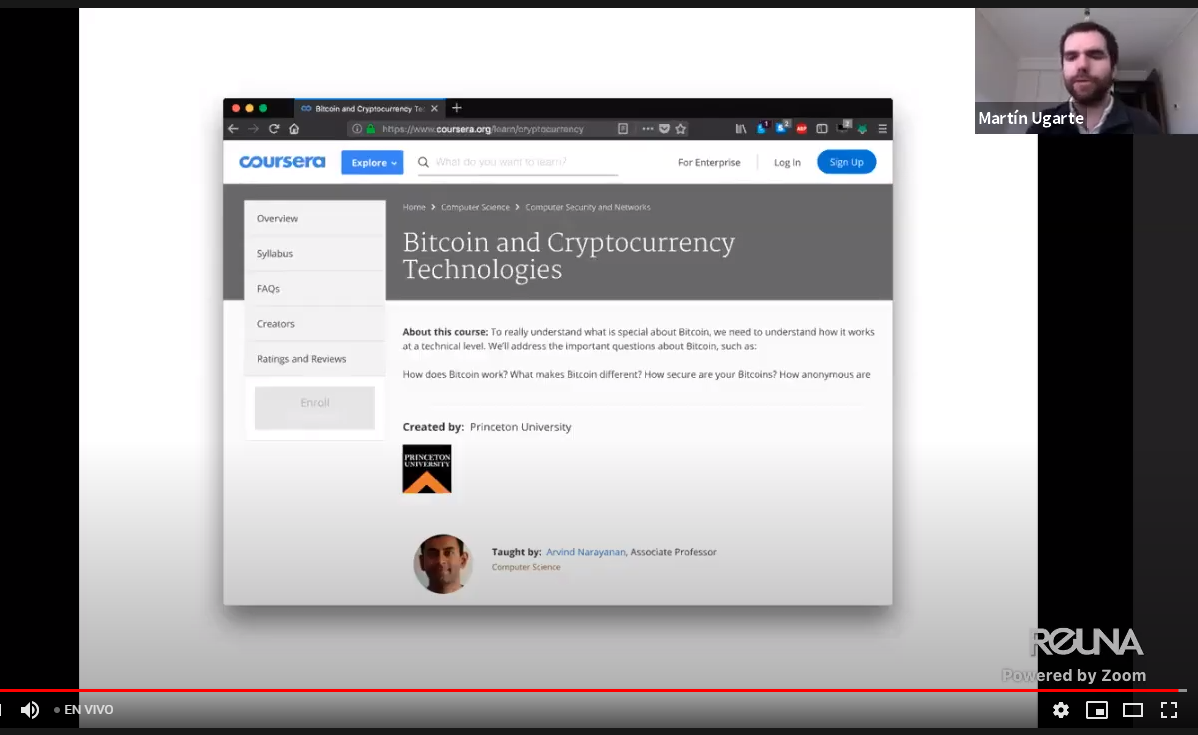 Martín Ugarte
Bitcoin and Cryptocurrency Te
https://www.coursera.org/learn/cryptocurrency
1
2
ABP
2
coursera
Explore
What do you want to learn?
For Enterprise
Log In
Sign Up
Overview
Syllabus
FAQs
Creators
Ratings and Reviews
Enroll
Home > Computer Science > Computer Security and Networks
Bitcoin and Cryptocurrency
Technologies
About this course: To really understand what is special about Bitcoin, we need to understand how it works
at a technical level. We'll address the important questions about Bitcoin, such as:
How does Bitcoin work? What makes Bitcoin different? How secure are your Bitcoins? How anonymous are
Created by: Princeton University
PRINCETON
UNIVERSITY
Taught by: Arvind Narayanan, Associate Professor
Computer Science
REUNA
Powered by Zoom
EN VIVO